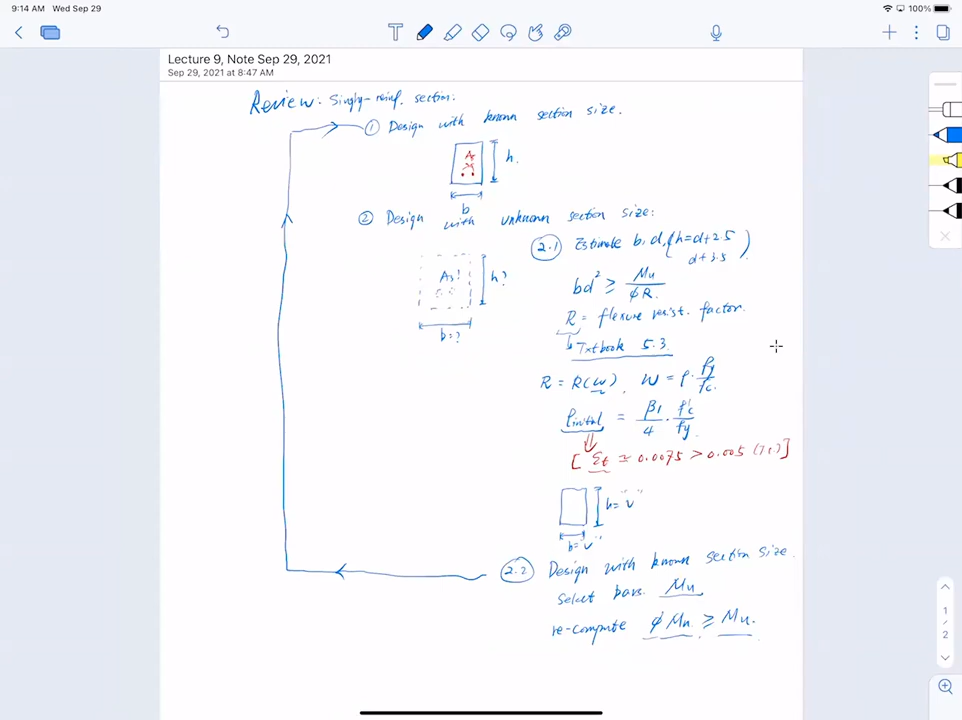 9:14 AM Wed Sep 29
100%
Lecture 9, Note Sep 29, 2021
Sep 29, 2021 at 8:47 AM
Review: Singly-reinf. section:
① Design with known section size.
As
h.
b
② Design with unknown section size:
2.1 Estimate b, d, (h=d+2.5
d+3.5)
As!
h?
b=?
bd² ≥ Mu/ϕR.
R = flexure resist. factor.
Textbook 5.3.
R = R(ω), ω = ρ·fy/f'c.
ρinitial = β1/4 · f'c/fy.
[εt ≈ 0.0075 > 0.005 (T.C.)]
h="v"
b="v"
2.2 Design with known section size.
select bars. Mu
re-compute ϕMn ≥ Mu.
1
/
2